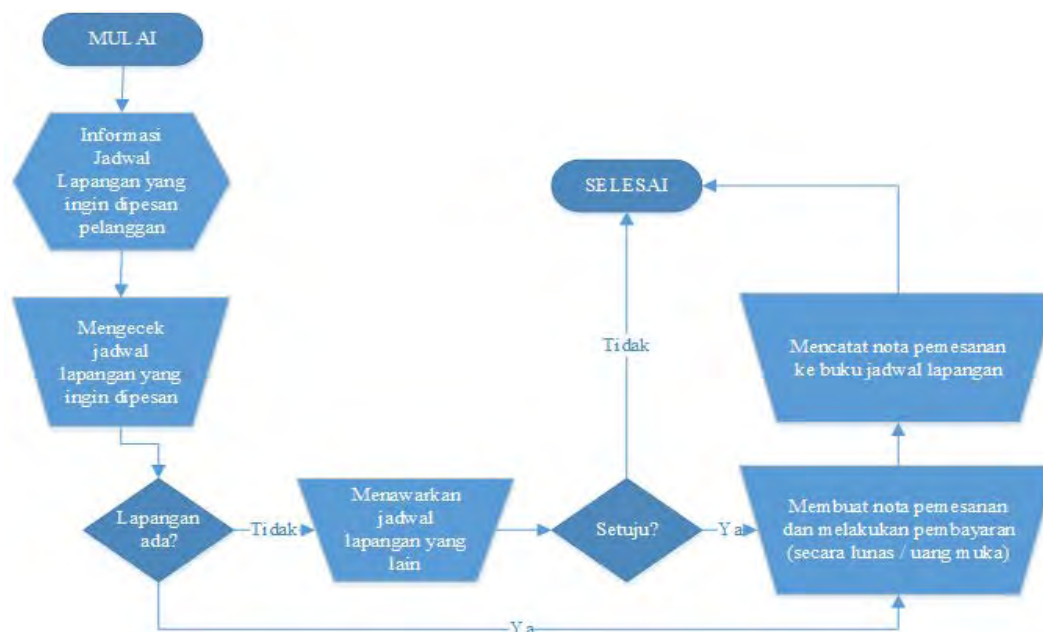 MULAI
Informasi
Jadwal
Lapangan yang
ingin dipesan
pelanggan
Mengecek
jadwal
lapangan yang
ingin dipesan
Lapangan
ada?
Tidak
Menawarkan
jadwal
lapangan yang
lain
Setuju?
Tidak
SELESAI
Ya
Membuat nota pemesanan
dan melakukan pembayaran
(secara lunas / uang muka)
Mencatat nota pemesanan
ke buku jadwal lapangan
Ya